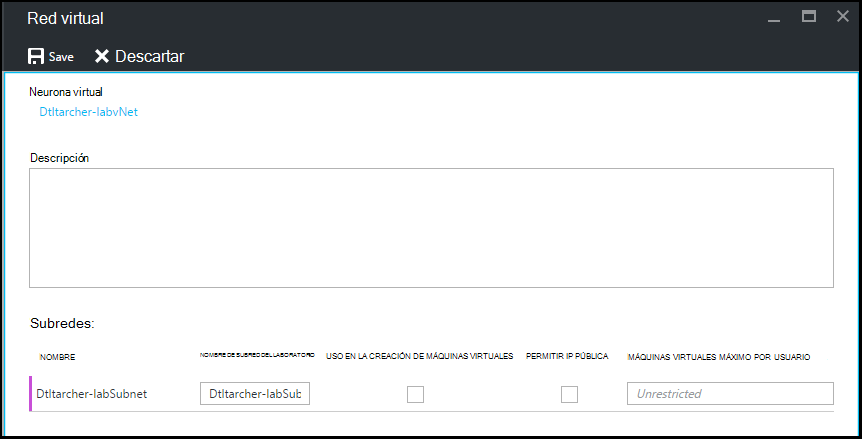 Red virtual
Save Descartar
Neurona virtual
Dtltarcher-labvNet
Descripción
Subredes:
NOMBRE NOMBRE DE SUBRED DEL LABORATORIO USO EN LA CREACIÓN DE MÁQUINAS VIRTUALES PERMITIR IP PÚBLICA MÁQUINAS VIRTUALES MÁXIMO POR USUARIO
Dtltarcher-labSubnet Dtltarcher-labSub Unrestricted